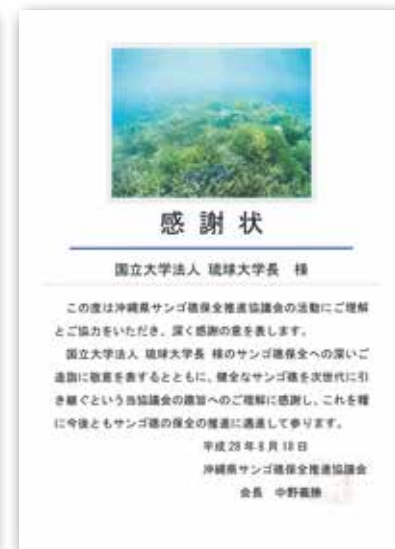 感謝状
国立大学法人 琉球大学長 様
この度は沖縄県サンゴ礁保全推進協議会の活動にご理解
とご協力をいただき、深く感謝の意を表します。
国立大学法人 琉球大学長 様のサンゴ礁保全への深いご
造詣に敬意を表するとともに、健全なサンゴ礁を次世代に引
き継ぐという当協議会の趣旨へのご理解に感謝し、これを糧
に今後ともサンゴ礁の保全の推進に邁進して参ります。
平成 28 年 8 月 18 日
沖縄県サンゴ礁保全推進協議会
会長 中野義勝